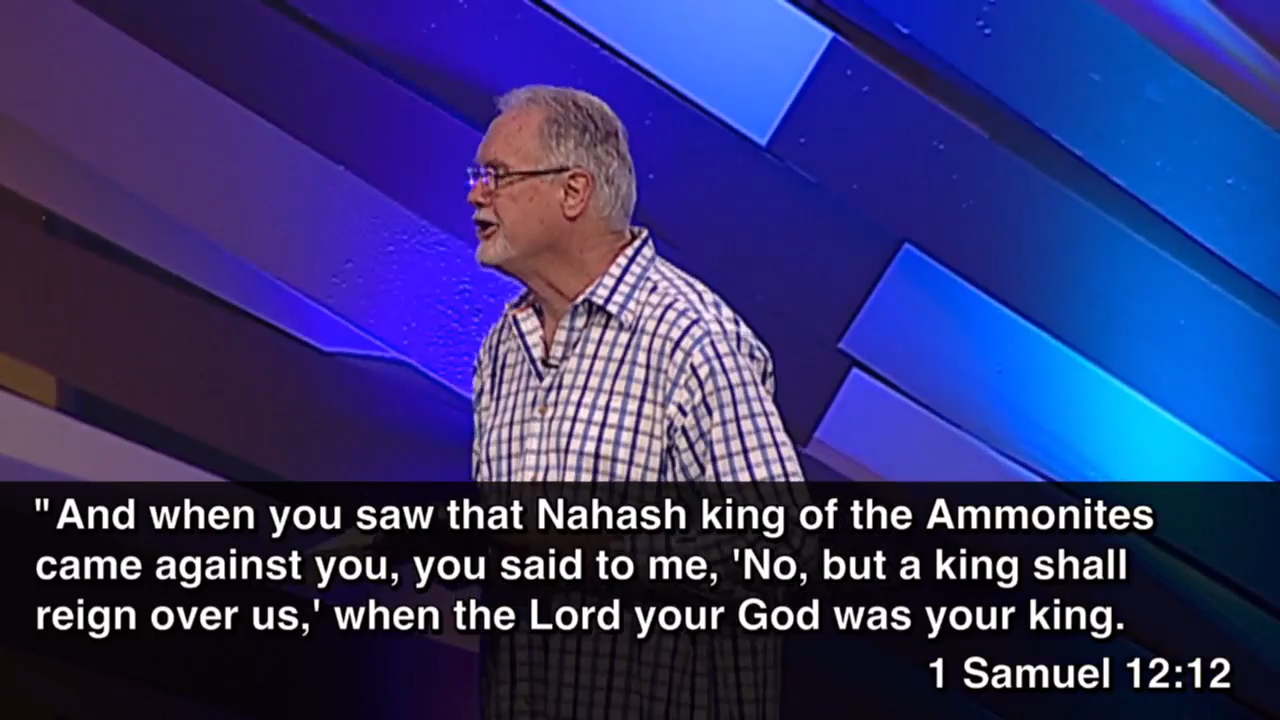 "And when you saw that Nahash king of the Ammonites
came against you, you said to me, 'No, but a king shall
reign over us,' when the Lord your God was your king.
1 Samuel 12:12